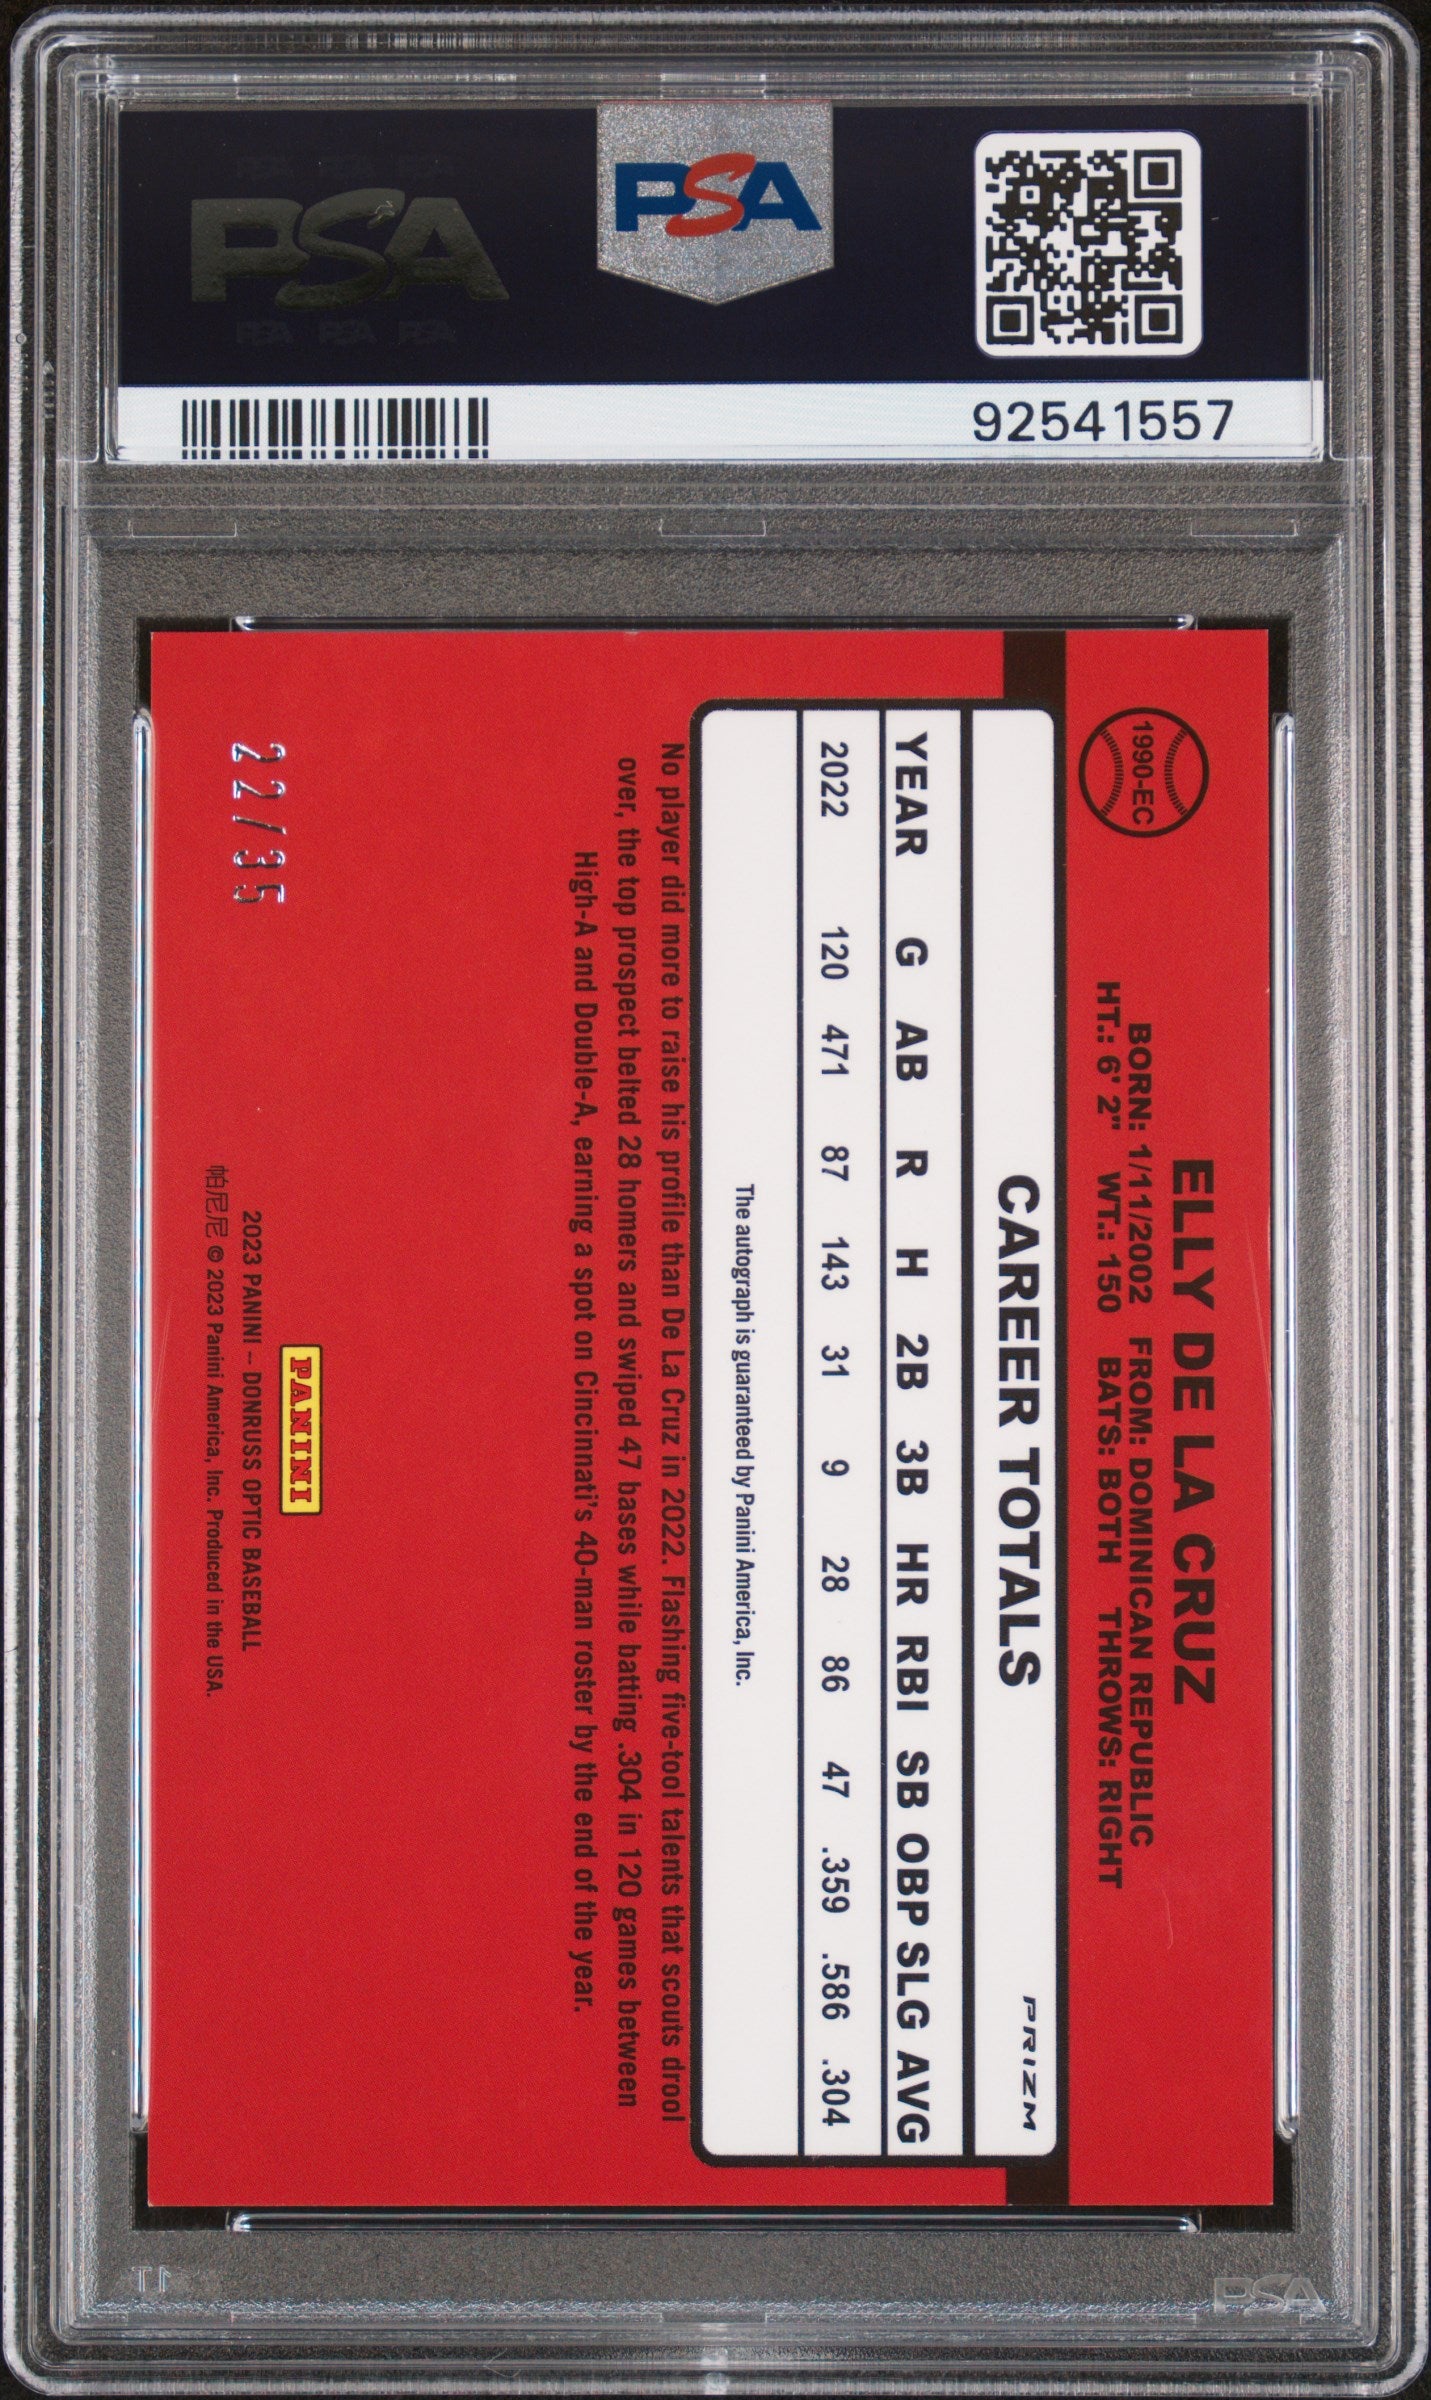 PSA
PSA PSA PSA
PSA
92541557
1990-EC
ELLY DE LA CRUZ
BORN: 1/11/2002 FROM: DOMINICAN REPUBLIC
HT.: 6' 2" WT.: 150 BATS: BOTH THROWS: RIGHT
PRIZM
CAREER TOTALS
YEAR G AB R H 2B 3B HR RBI SB OBP SLG AVG
2022 120 471 87 143 31 9 28 86 47 .359 .586 .304
The autograph is guaranteed by Panini America, Inc.
No player did more to raise his profile than De La Cruz in 2022. Flashing five-tool talents that scouts drool
over, the top prospect belted 28 homers and swiped 47 bases while batting .304 in 120 games between
High-A and Double-A, earning a spot on Cincinnati's 40-man roster by the end of the year.
PANINI
22/35
2023 PANINI – DONRUSS OPTIC BASEBALL
帕尼尼 © 2023 Panini America, Inc. Produced in the USA.
PSA